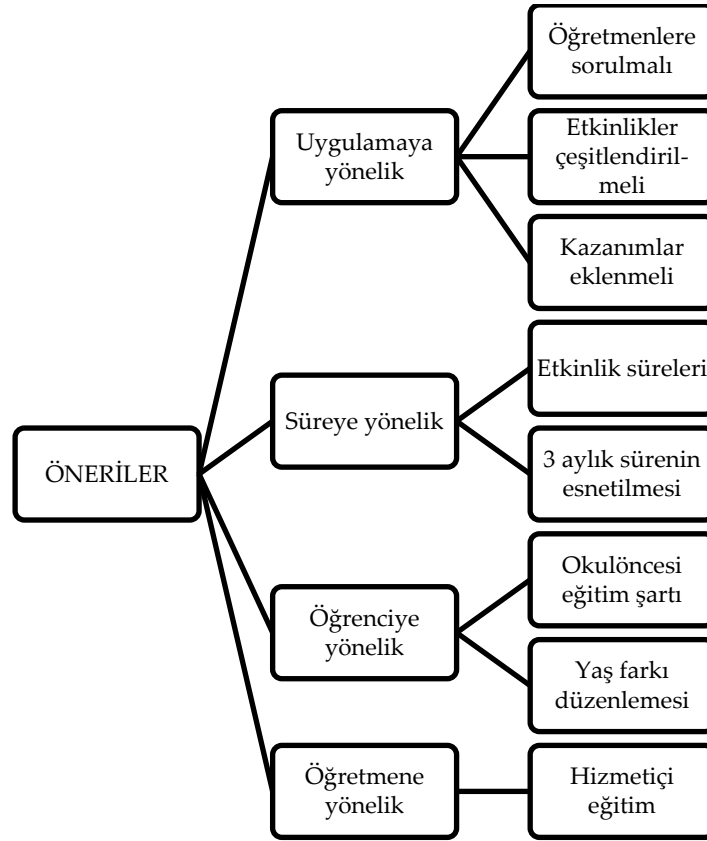 ÖNERİLER
Uygulamaya
yönelik
Öğretmenlere
sorulmalı
Etkinlikler
çeşitlendiril-
meli
Kazanımlar
eklenmeli
Süreye yönelik
Etkinlik süreleri
3 aylık sürenin
esnetilmesi
Öğrenciye
yönelik
Okulöncesi
eğitim şartı
Yaş farkı
düzenlemesi
Öğretmene
yönelik
Hizmetiçi
eğitim